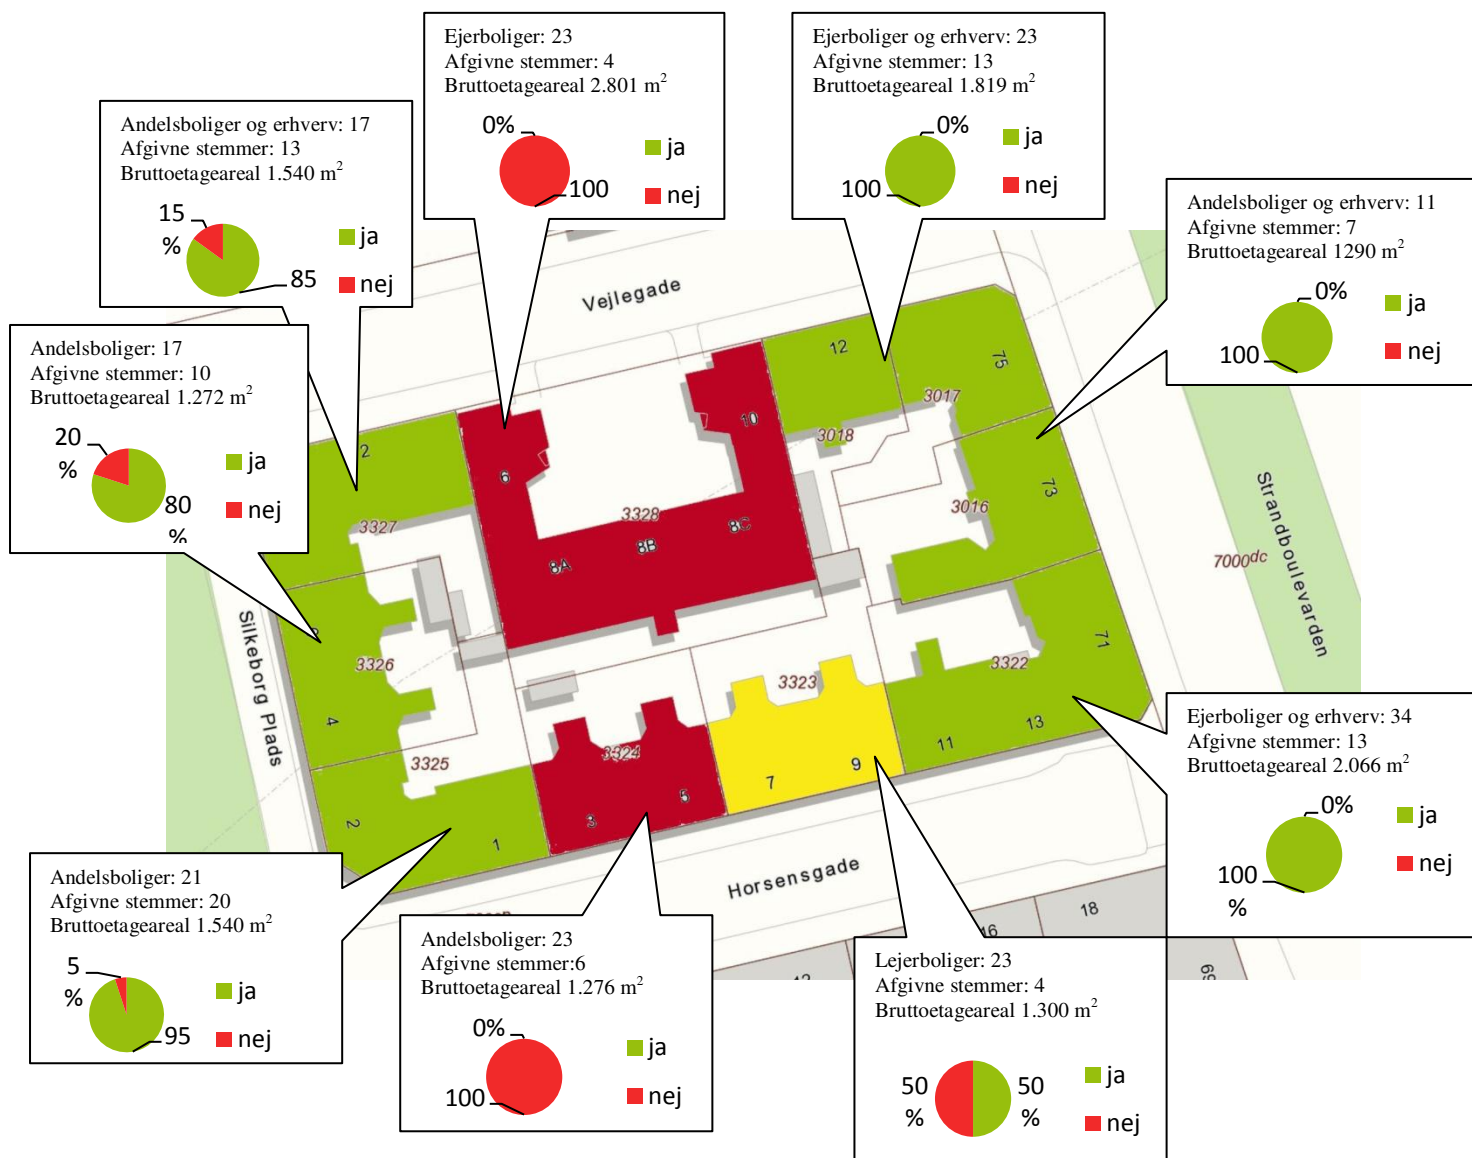 Ejerboliger: 23
Afgivne stemmer: 4
Bruttoetageareal 2.801 m²
0%
100
ja
nej
Ejerboliger og erhverv: 23
Afgivne stemmer: 13
Bruttoetageareal 1.819 m²
0%
100
ja
nej
Andelsboliger og erhverv: 17
Afgivne stemmer: 13
Bruttoetageareal 1.540 m²
15
%
85
ja
nej
Andelsboliger og erhverv: 11
Afgivne stemmer: 7
Bruttoetageareal 1290 m²
0%
100
ja
nej
Andelsboliger: 17
Afgivne stemmer: 10
Bruttoetageareal 1.272 m²
20
%
80
%
ja
nej
Vejlegade
12
75
3017
3018
10
2
6
3327
3328
8A
8B
8C
73
3016
Strandboulevarden
7000dc
Silkeborg Plads
3326
4
3325
2
1
3324
3
5
3323
7
9
3322
71
11
13
Horsensgade
16
18
69
Ejerboliger og erhverv: 34
Afgivne stemmer: 13
Bruttoetageareal 2.066 m²
0%
100
%
ja
nej
Andelsboliger: 21
Afgivne stemmer: 20
Bruttoetageareal 1.540 m²
5
%
95
ja
nej
Andelsboliger: 23
Afgivne stemmer:6
Bruttoetageareal 1.276 m²
0%
100
ja
nej
Lejerboliger: 23
Afgivne stemmer: 4
Bruttoetageareal 1.300 m²
50
%
50
%
ja
nej